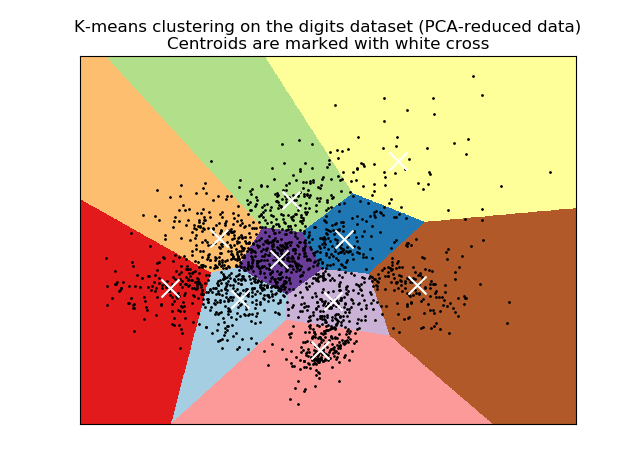 K-means clustering on the digits dataset (PCA-reduced data)
Centroids are marked with white cross